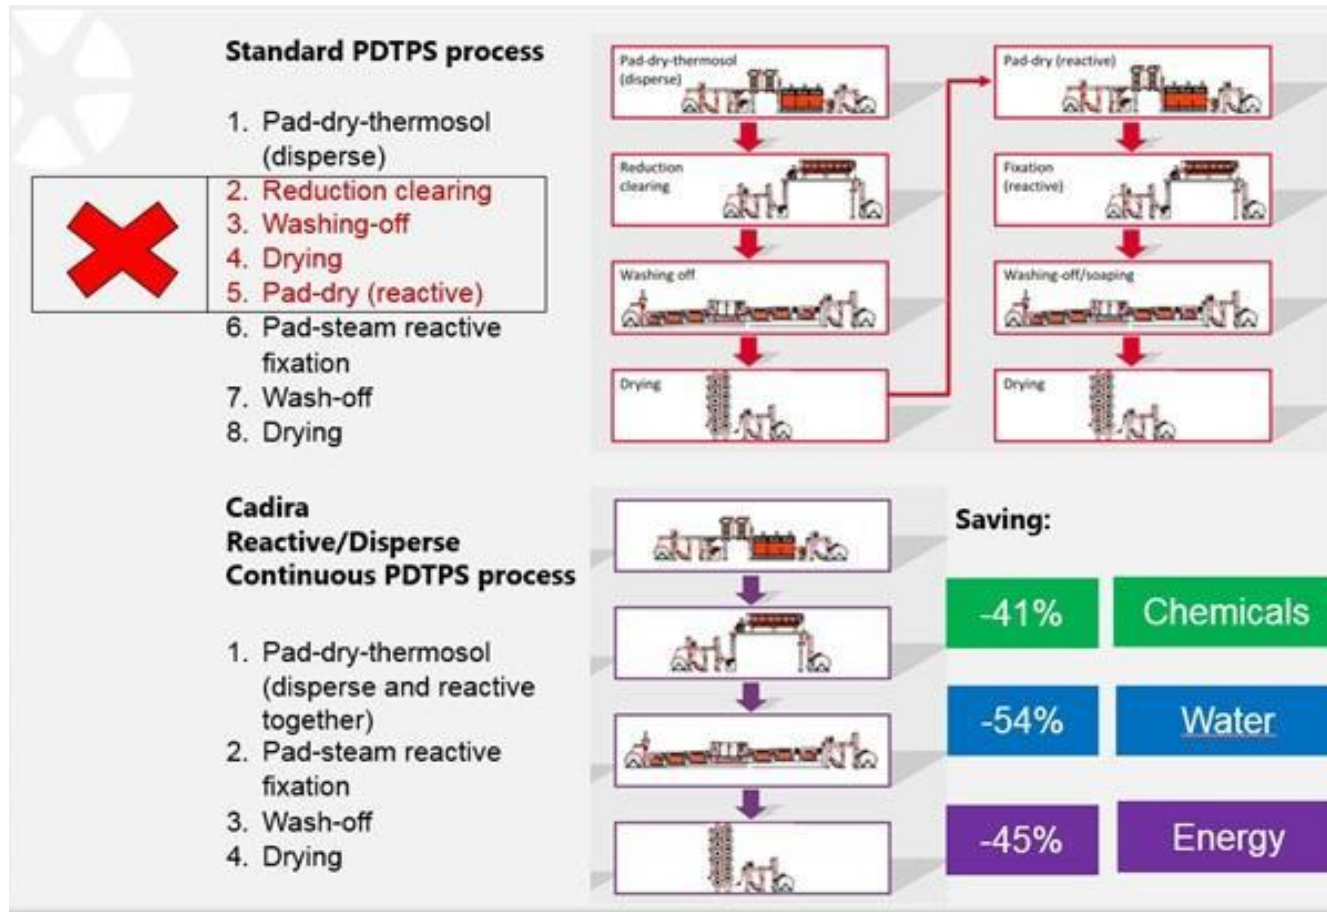 Standard PDTPS process
1. Pad-dry-thermosol
(disperse)
2. Reduction clearing
3. Washing-off
4. Drying
5. Pad-dry (reactive)
6. Pad-steam reactive
fixation
7. Wash-off
8. Drying
Pad-dry-thermosol
(disperse)
Reduction
clearing
Washing off
Drying
Pad-dry (reactive)
Fixation
(reactive)
Washing-off/soaping
Drying
Cadira
Reactive/Disperse
Continuous PDTPS process
1. Pad-dry-thermosol
(disperse and reactive
together)
2. Pad-steam reactive
fixation
3. Wash-off
4. Drying
Saving:
-41% Chemicals
-54% Water
-45% Energy